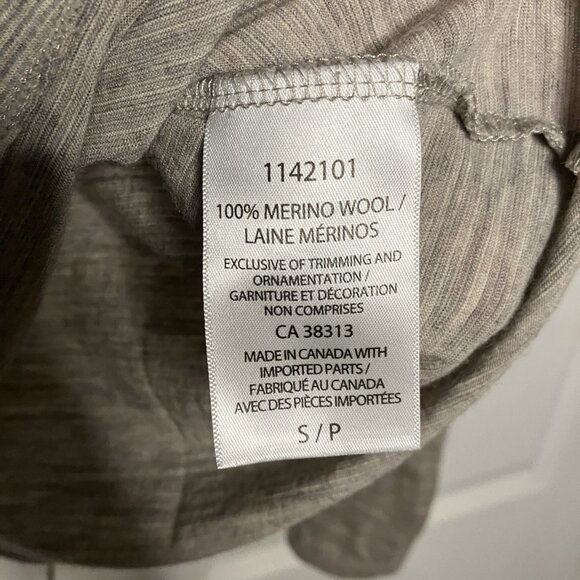 1142101
100% MERINO WOOL /
LAINE MÉRINOS
EXCLUSIVE OF TRIMMING AND
ORNAMENTATION /
GARNITURE ET DÉCORATION
NON COMPRISES
CA 38313
MADE IN CANADA WITH
IMPORTED PARTS /
FABRIQUÉ AU CANADA
AVEC DES PIÈCES IMPORTÉES
S / P